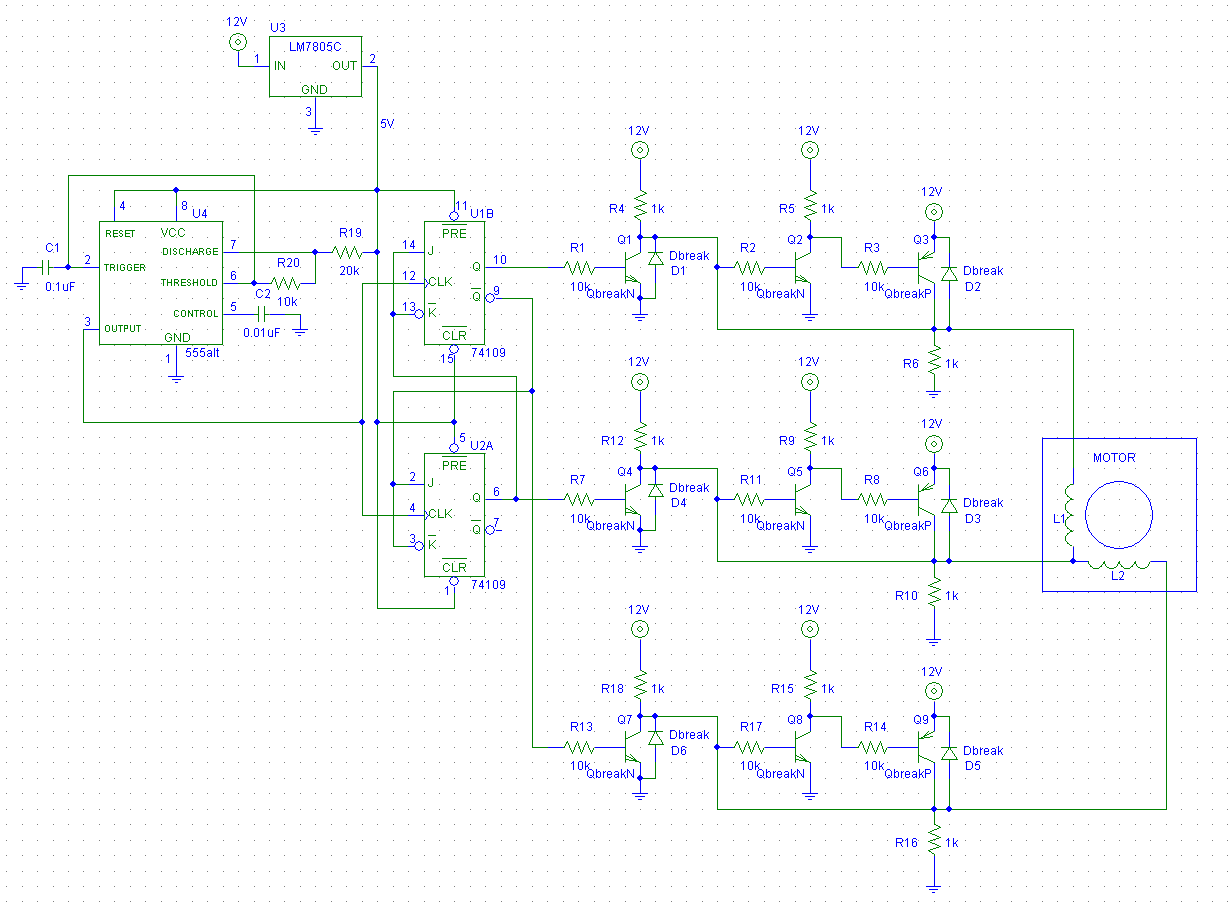 12V
U3
LM7805C
1
IN
OUT
2
GND
3
5V
4
8
U4
RESET
VCC
DISCHARGE
7
R19
20k
C1
0.1uF
2
TRIGGER
THRESHOLD
6
R20
10k
C2
0.01uF
CONTROL
5
3
OUTPUT
GND
555alt
1
11
U1B
PRE
14
J
12
CLK
Q
10
Q
9
13
K
CLR
15
74109
5
U2A
PRE
2
J
4
CLK
Q
6
Q
7
3
K
CLR
1
74109
12V
R4
1k
Q1
R1
10k
QbreakN
Dbreak
D1
12V
R5
1k
Q2
R2
10k
QbreakN
12V
Q3
R3
10k
QbreakP
Dbreak
D2
R6
1k
12V
R12
1k
Q4
R7
10k
QbreakN
Dbreak
D4
12V
R9
1k
Q5
R11
10k
QbreakN
12V
Q6
R8
10k
QbreakP
Dbreak
D3
R10
1k
MOTOR
L1
L2
12V
R18
1k
Q7
R13
10k
QbreakN
Dbreak
D6
12V
R15
1k
Q8
R17
10k
QbreakN
12V
Q9
R14
10k
QbreakP
Dbreak
D5
R16
1k